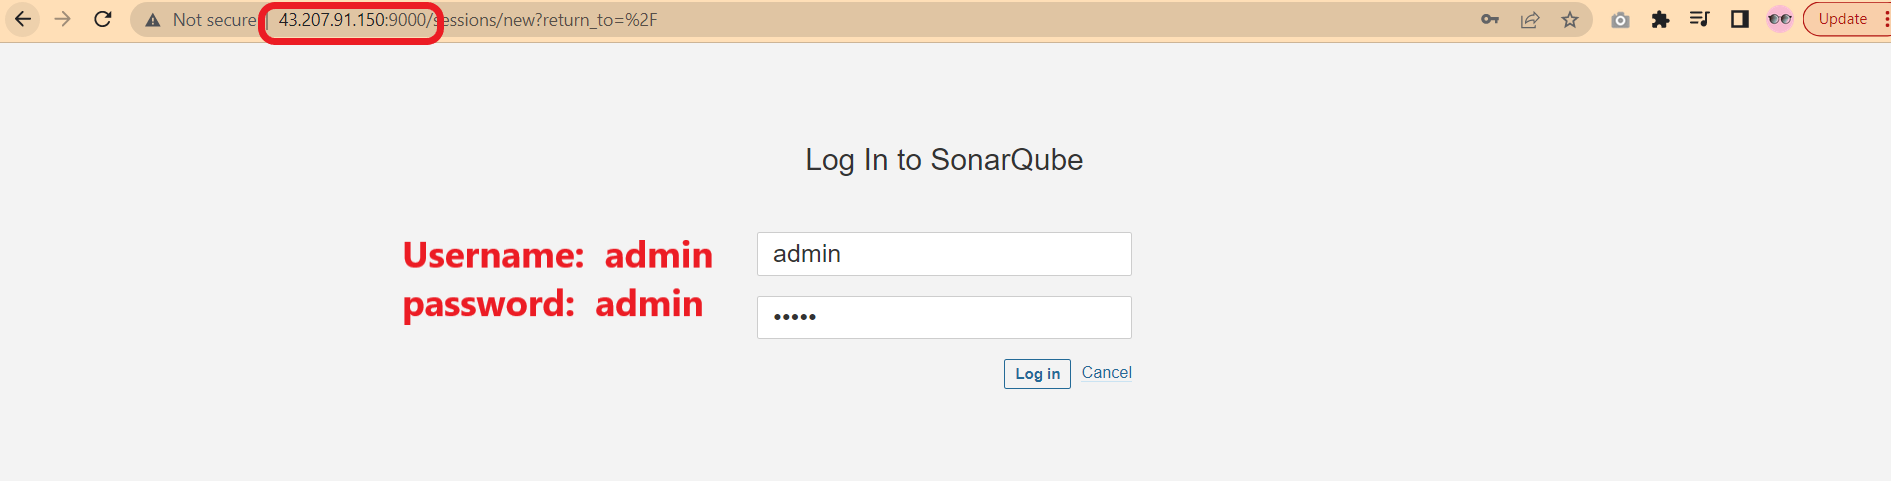 Not secure | 43.207.91.150:9000/sessions/new?return_to=%2F
Update
Log In to SonarQube
Username: admin
admin
password: admin
•••••
Log in Cancel